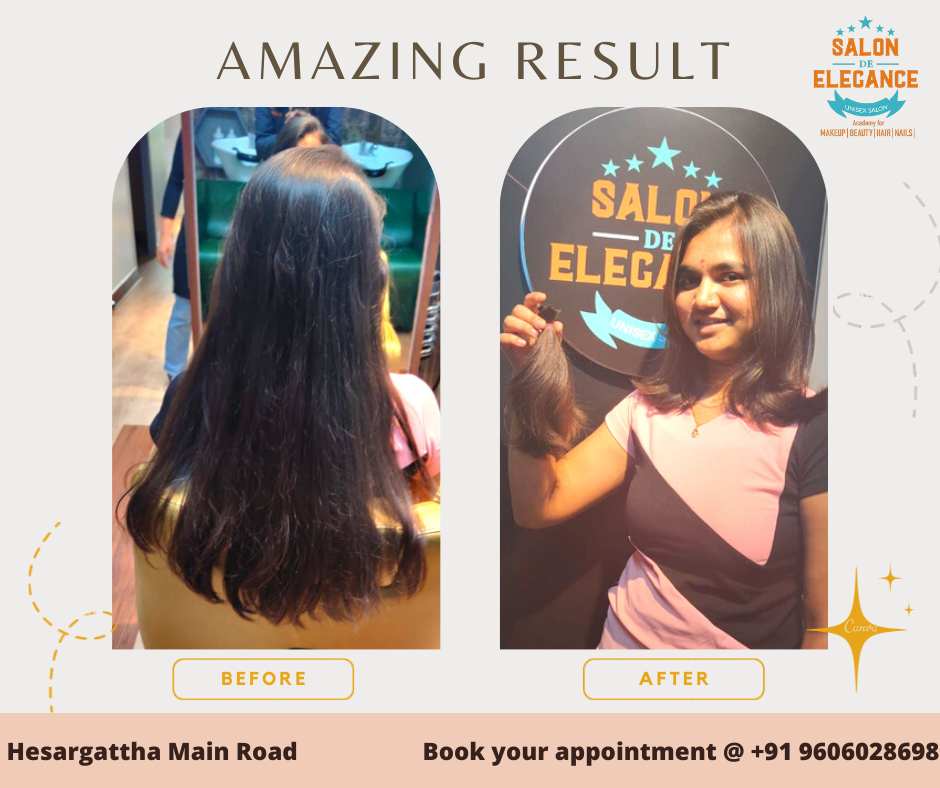 AMAZING RESULT
SALON
DE
ELEGANCE
UNISEX SALON
Academy for
MAKEUP|BEAUTY|HAIR|NAILS|
SALO
DE
ELEGA
UNISEX S
Canva
BEFORE
AFTER
Hesargattha Main Road
Book your appointment @ +91 9606028698